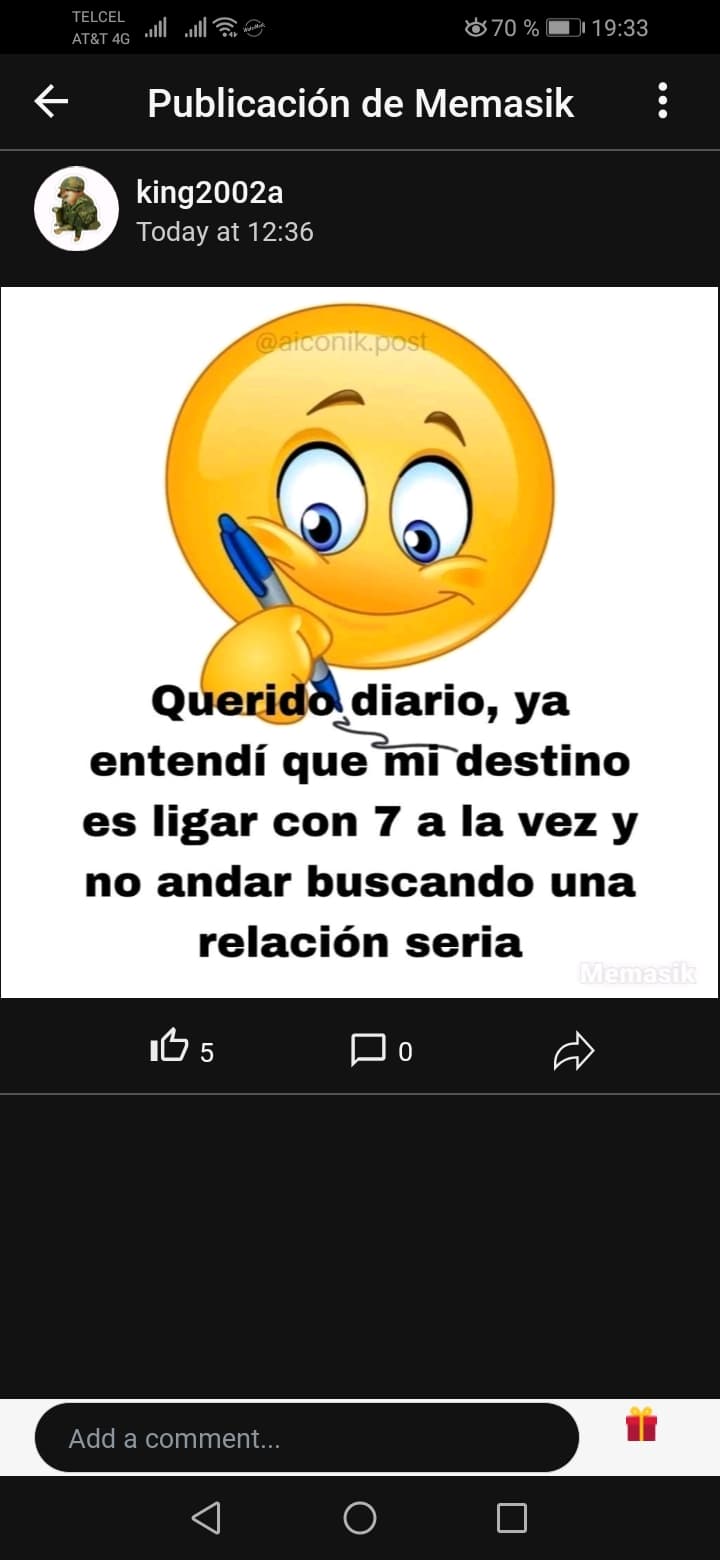 TELCEL
AT&T 4G
70 %
19:33
Publicación de Memasik
king2002a
Today at 12:36
@aiconik.post
Querido diario, ya
entendí que mi destino
es ligar con 7 a la vez y
no andar buscando una
relación seria
Memasik
5
0
Add a comment...